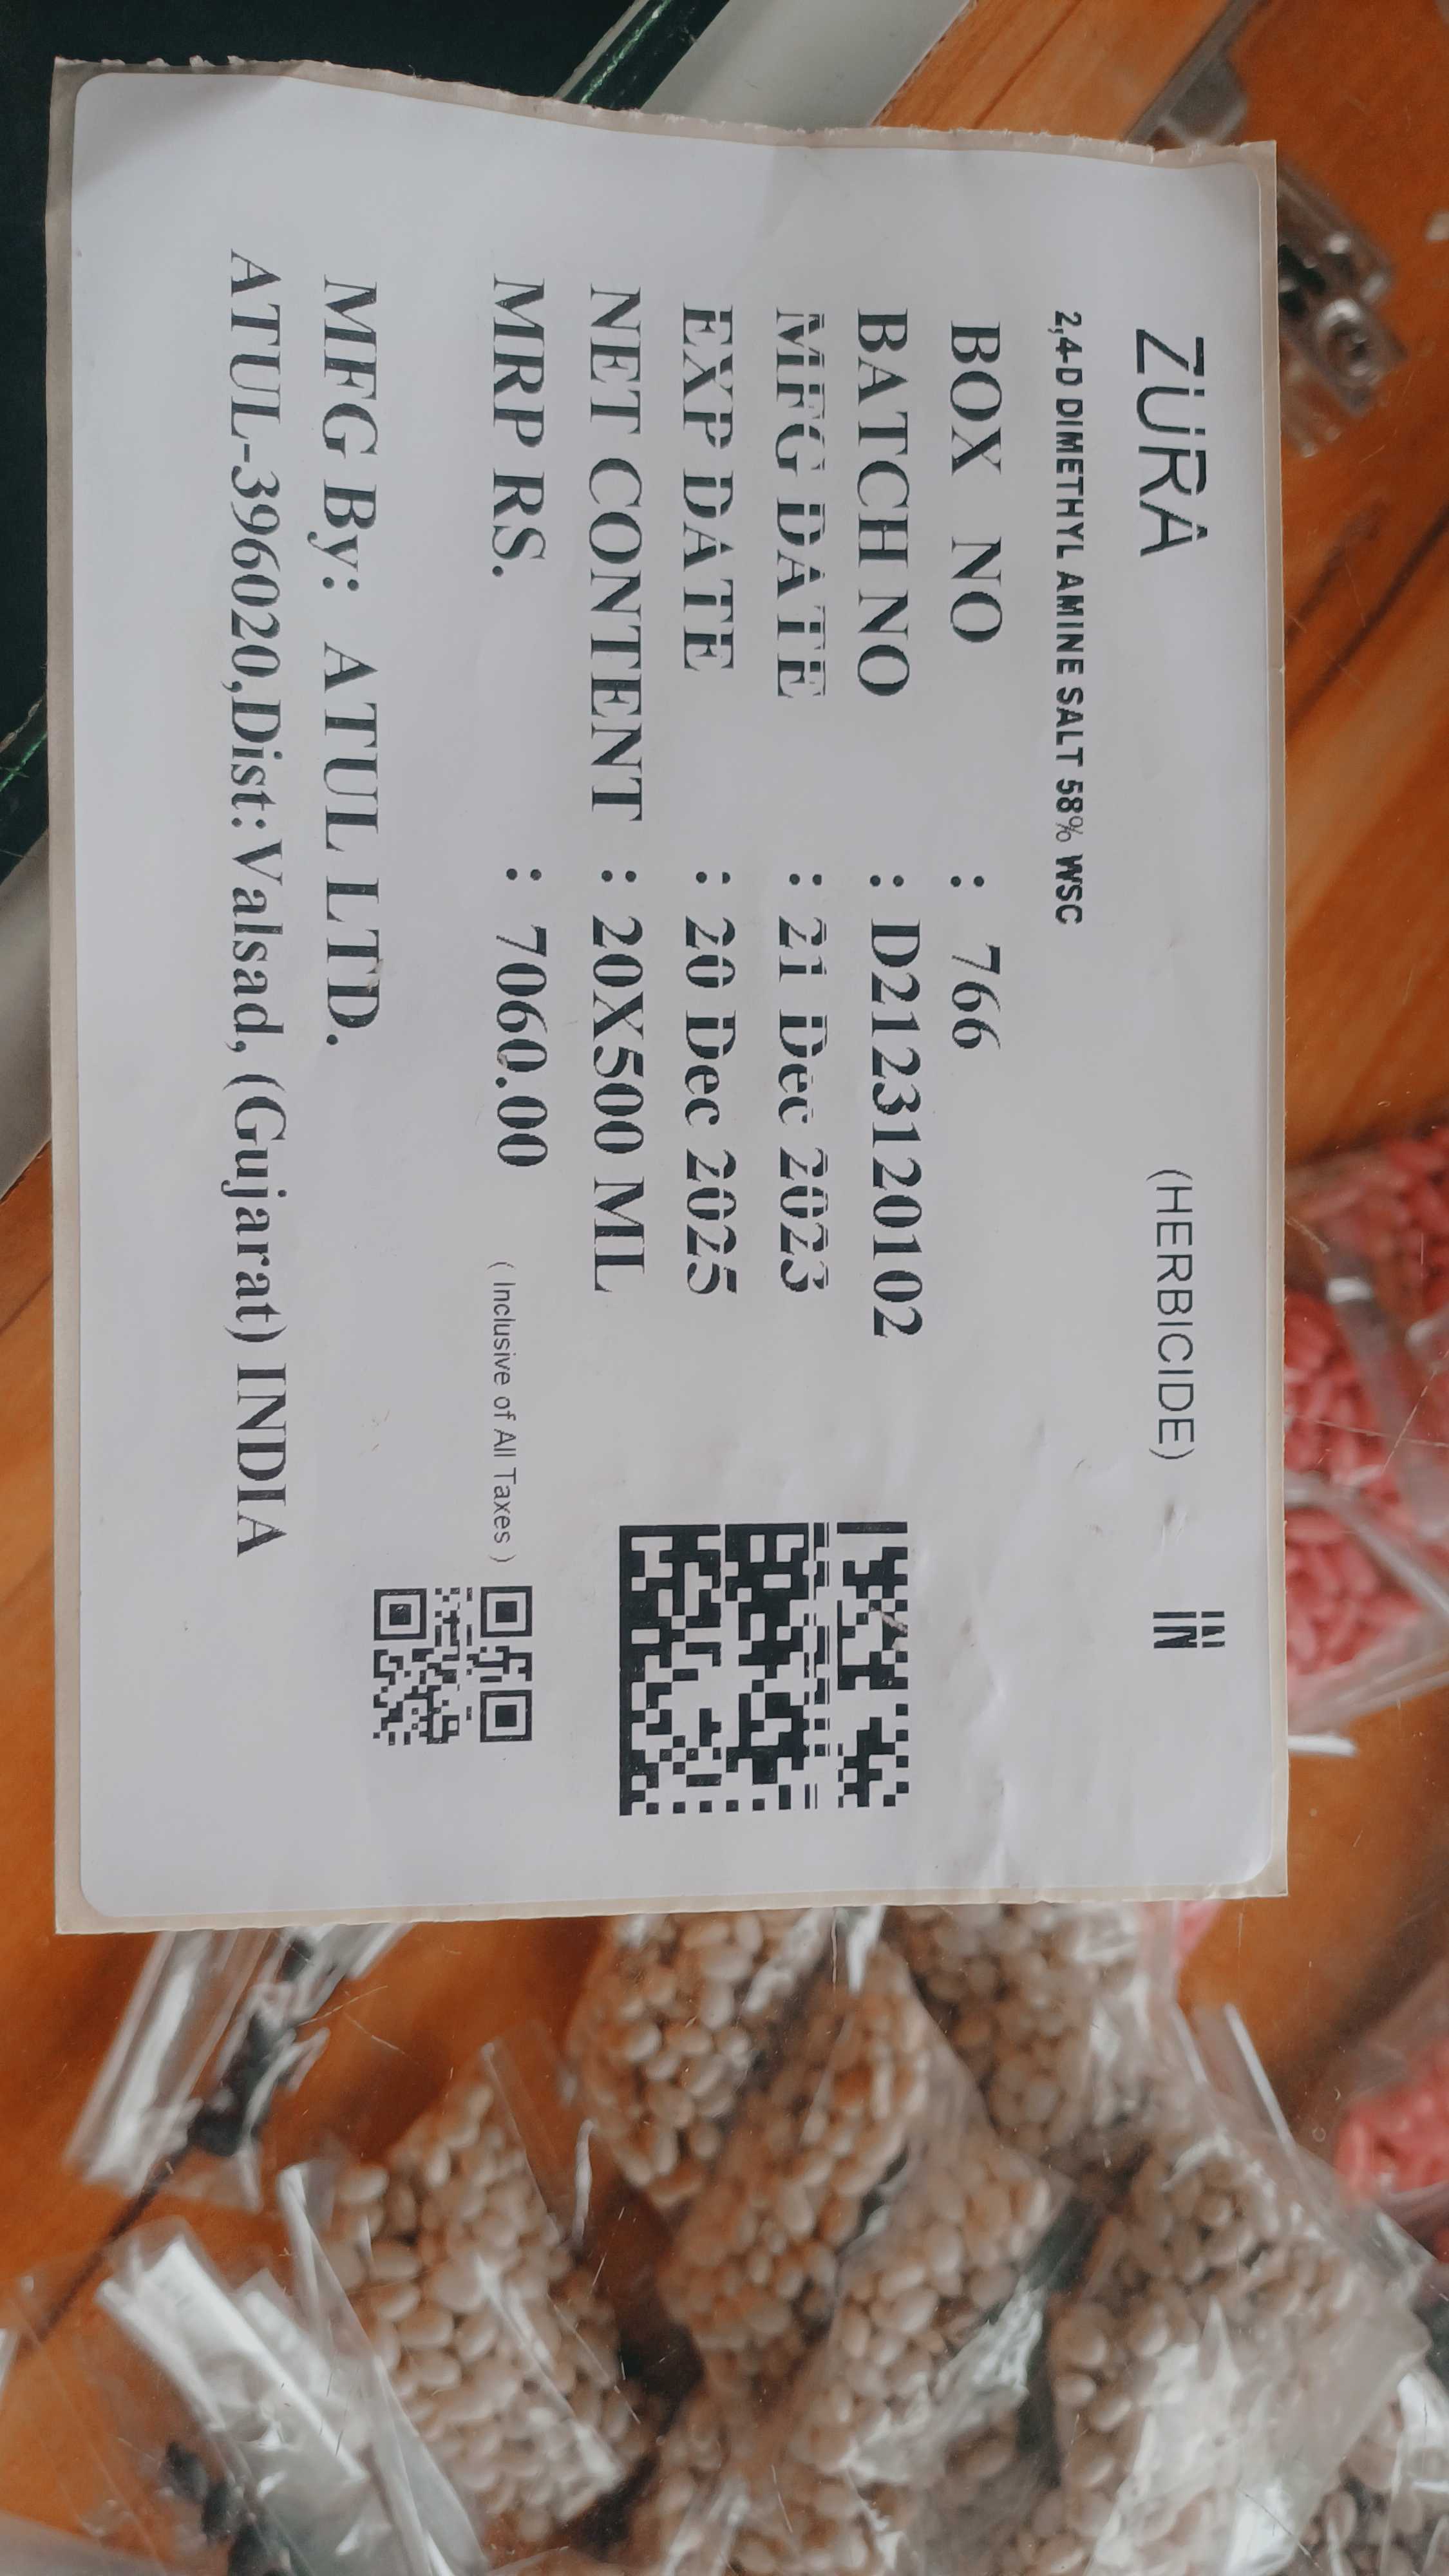 ZURA (HERBICIDE) IN
2,4-D DIMETHYL AMINE SALT 58% WSC
BOX NO : 766
BATCH NO : D2123120102
MFG DATE : 21 Dec 2023
EXP DATE : 20 Dec 2025
NET CONTENT : 20X500 ML
MRP RS. : 7060.00 ( Inclusive of All Taxes )
MFG By: ATUL LTD.
ATUL-396020,Dist:Valsad, (Gujarat) INDIA